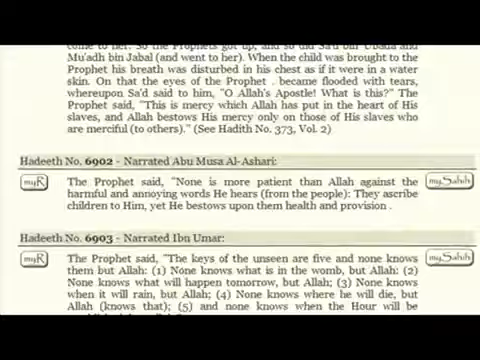 come to her. So the Prophets got up, and so did Sa'd bin Ubada and
Mu'adh bin Jabal (and went to her). When the child was brought to the
Prophet his breath was disturbed in his chest as if it were in a water
skin. On that the eyes of the Prophet . became flooded with tears,
whereupon Sa'd said to him, "O Allah's Apostle! What is this?" The
Prophet said, "This is mercy which Allah has put in the heart of His
slaves, and Allah bestows His mercy only on those of His slaves who
are merciful (to others)." (See Hadith No. 373, Vol. 2)
Hadeeth No. 6902 - Narrated Abu Musa Al-Ashari:
myR
mySahih
The Prophet said, "None is more patient than Allah against the
harmful and annoying words He hears (from the people): They ascribe
children to Him, yet He bestows upon them health and provision .
Hadeeth No. 6903 - Narrated Ibn Umar:
myR
mySahih
The Prophet said, "The keys of the unseen are five and none knows
them but Allah: (1) None knows what is in the womb, but Allah: (2)
None knows what will happen tomorrow, but Allah; (3) None knows
when it will rain, but Allah; (4) None knows where he will die, but
Allah (knows that); (5) and none knows when the Hour will be